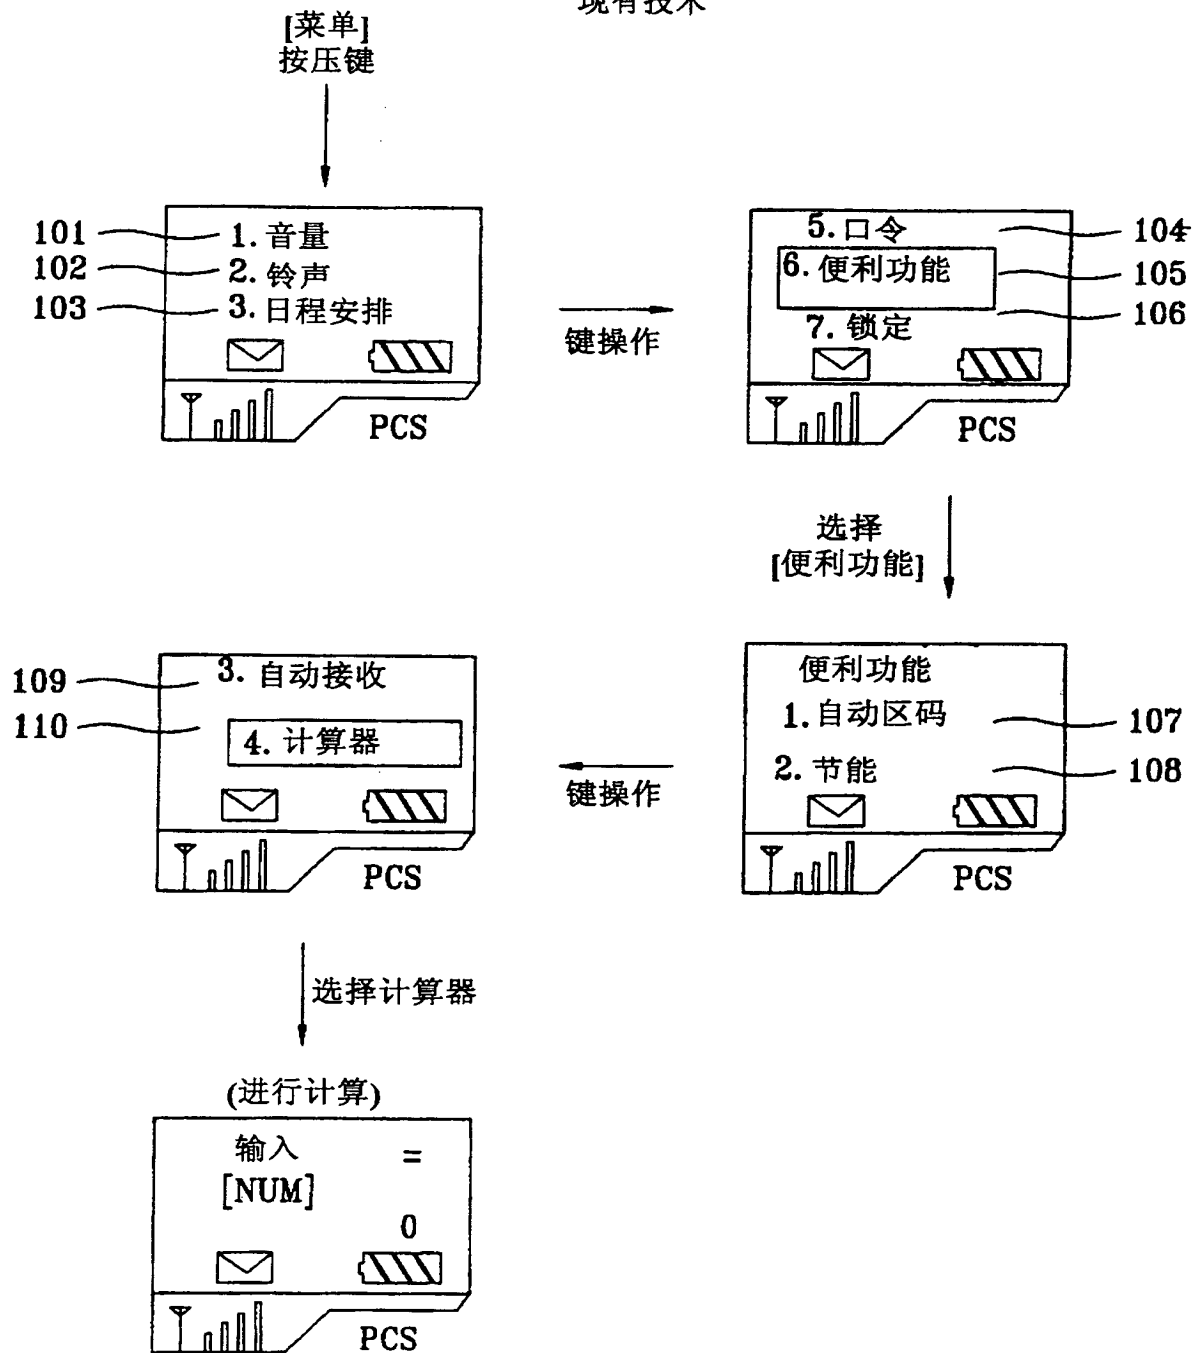 现有技术
[菜单]
按压键
101
1.音量
102
2.铃声
103
3.日程安排
PCS
键操作
5.口令
104
6.便利功能
105
7.锁定
106
PCS
选择
[便利功能]
便利功能
1.自动区码
107
2.节能
108
PCS
键操作
109
3.自动接收
110
4.计算器
PCS
选择计算器
(进行计算)
输入 =
[NUM]
0
PCS